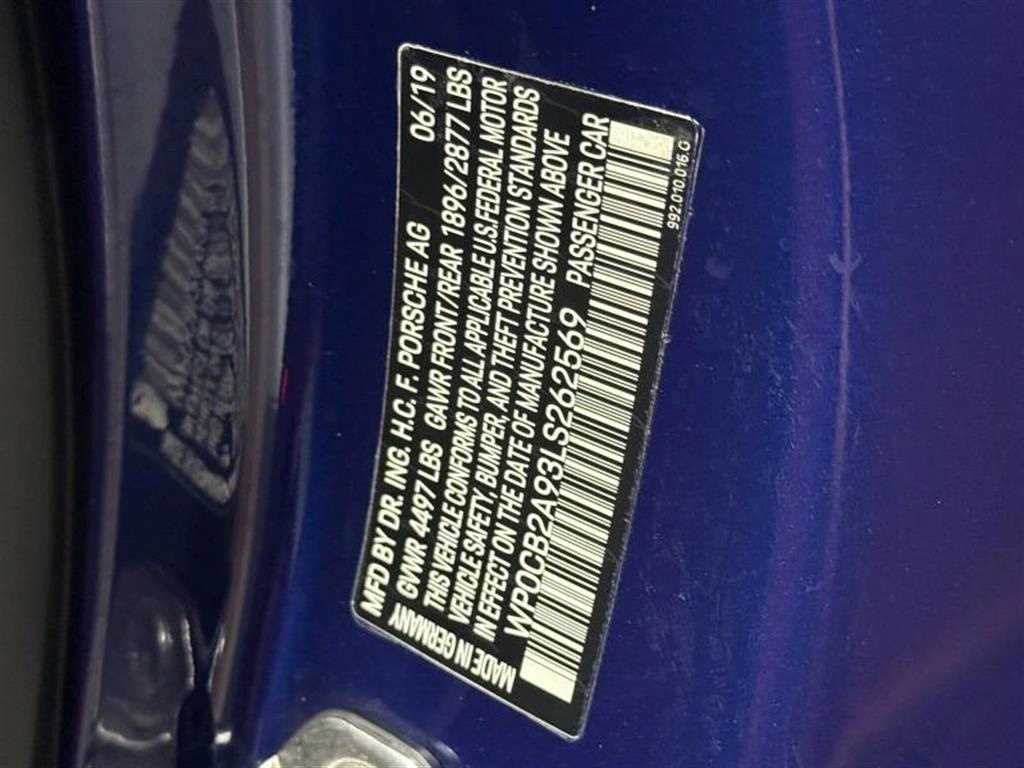 MFD BY DR. ING. H.C. F. PORSCHE AG 06/19
GVWR 4497 LBS GAWR FRONT/REAR 1896/2877 LBS
THIS VEHICLE CONFORMS TO ALL APPLICABLE U.S. FEDERAL MOTOR
VEHICLE SAFETY, BUMPER, AND THEFT PREVENTION STANDARDS
IN EFFECT ON THE DATE OF MANUFACTURE SHOWN ABOVE
WP0CB2A93LS262569 PASSENGER CAR
MADE IN GERMANY
992.010.016.G